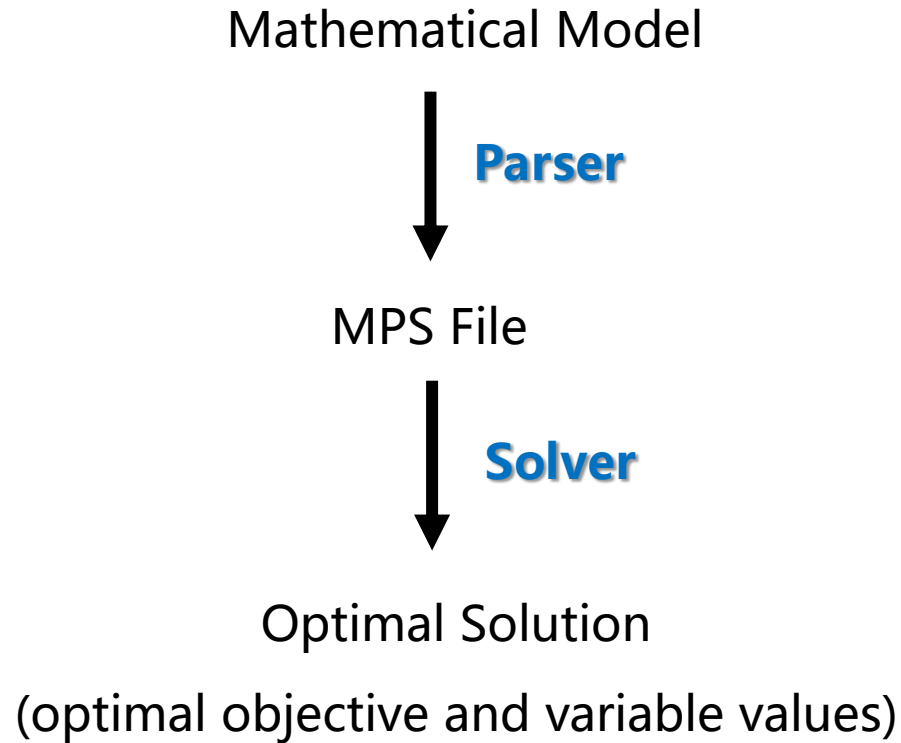 Mathematical Model
Parser
MPS File
Solver
Optimal Solution
(optimal objective and variable values)